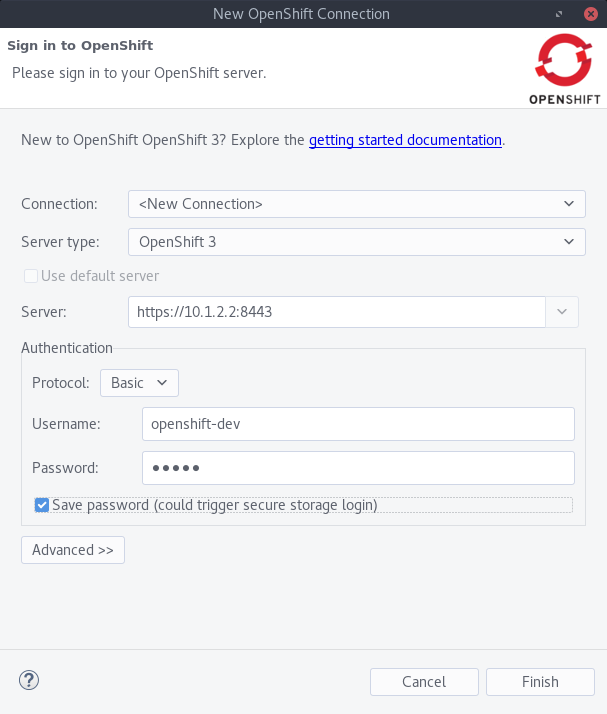 New OpenShift Connection
Sign in to OpenShift
Please sign in to your OpenShift server.
OPENSHIFT
New to OpenShift OpenShift 3? Explore the getting started documentation.
Connection: <New Connection>
Server type: OpenShift 3
Use default server
Server: https://10.1.2.2:8443
Authentication
Protocol: Basic
Username: openshift-dev
Password: ●●●●●
Save password (could trigger secure storage login)
Advanced >>
? Cancel Finish